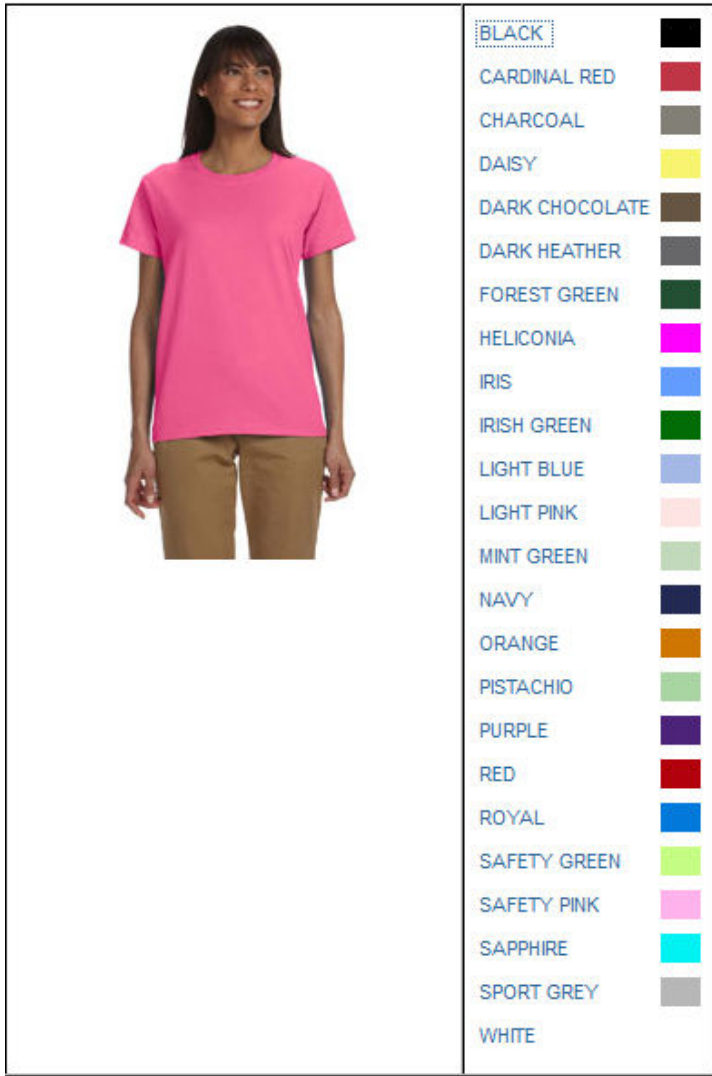 BLACK
CARDINAL RED
CHARCOAL
DAISY
DARK CHOCOLATE
DARK HEATHER
FOREST GREEN
HELICONIA
IRIS
IRISH GREEN
LIGHT BLUE
LIGHT PINK
MINT GREEN
NAVY
ORANGE
PISTACHIO
PURPLE
RED
ROYAL
SAFETY GREEN
SAFETY PINK
SAPPHIRE
SPORT GREY
WHITE